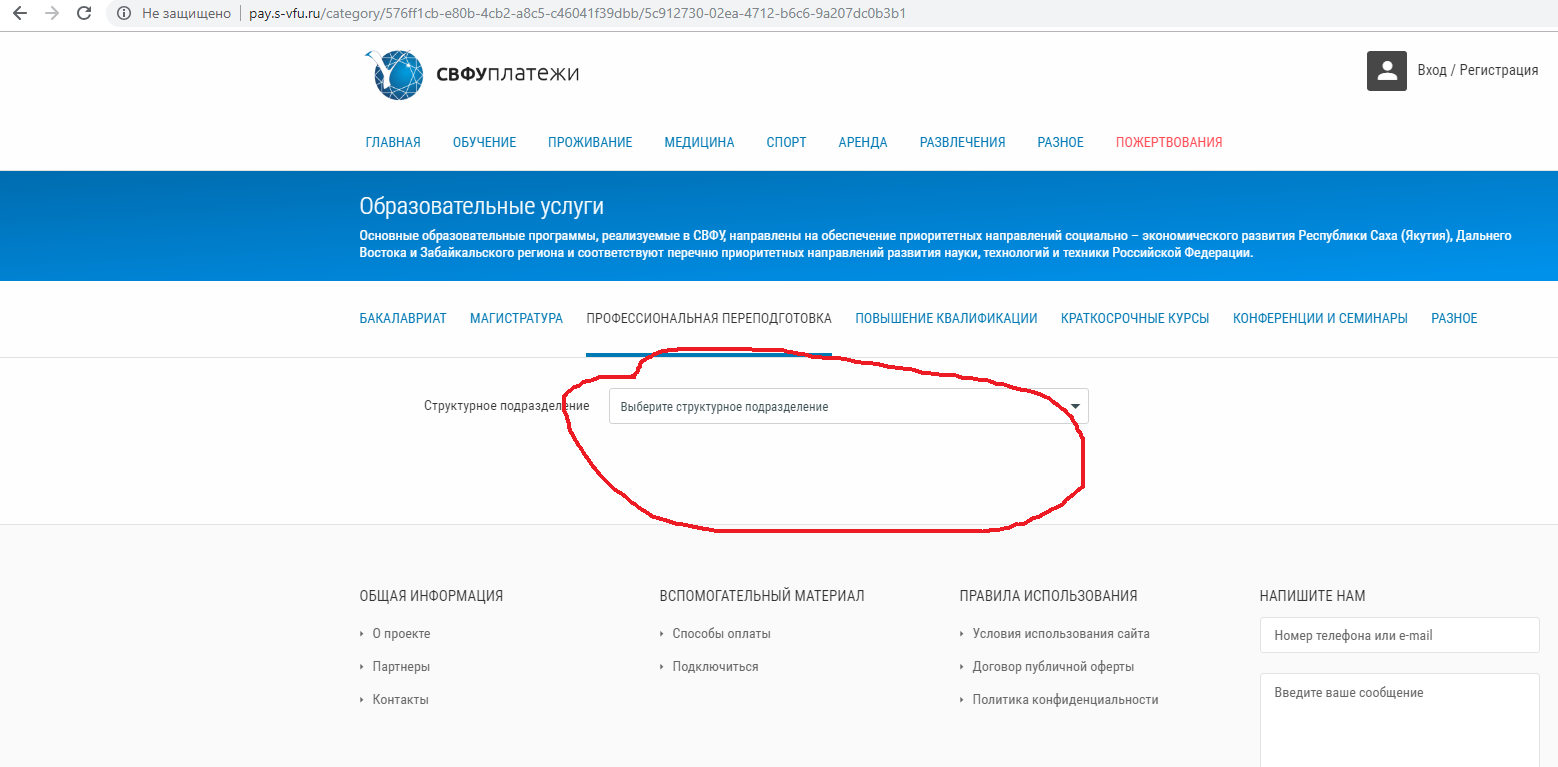 Не защищено | pay.s-vfu.ru/category/576ff1cb-e80b-4cb2-a8c5-c46041f39dbb/5c912730-02ea-4712-b6c6-9a207dc0b3b1
СВФУплатежи
Вход / Регистрация
ГЛАВНАЯ ОБУЧЕНИЕ ПРОЖИВАНИЕ МЕДИЦИНА СПОРТ АРЕНДА РАЗВЛЕЧЕНИЯ РАЗНОЕ ПОЖЕРТВОВАНИЯ
Образовательные услуги
Основные образовательные программы, реализуемые в СВФУ, направлены на обеспечение приоритетных направлений социально – экономического развития Республики Саха (Якутия), Дальнего
Востока и Забайкальского региона и соответствуют перечню приоритетных направлений развития науки, технологий и техники Российской Федерации.
БАКАЛАВРИАТ МАГИСТРАТУРА ПРОФЕССИОНАЛЬНАЯ ПЕРЕПОДГОТОВКА ПОВЫШЕНИЕ КВАЛИФИКАЦИИ КРАТКОСРОЧНЫЕ КУРСЫ КОНФЕРЕНЦИИ И СЕМИНАРЫ РАЗНОЕ
Структурное подразделение Выберите структурное подразделение
ОБЩАЯ ИНФОРМАЦИЯ
О проекте
Партнеры
Контакты
ВСПОМОГАТЕЛЬНЫЙ МАТЕРИАЛ
Способы оплаты
Подключиться
ПРАВИЛА ИСПОЛЬЗОВАНИЯ
Условия использования сайта
Договор публичной оферты
Политика конфиденциальности
НАПИШИТЕ НАМ
Номер телефона или e-mail
Введите ваше сообщение